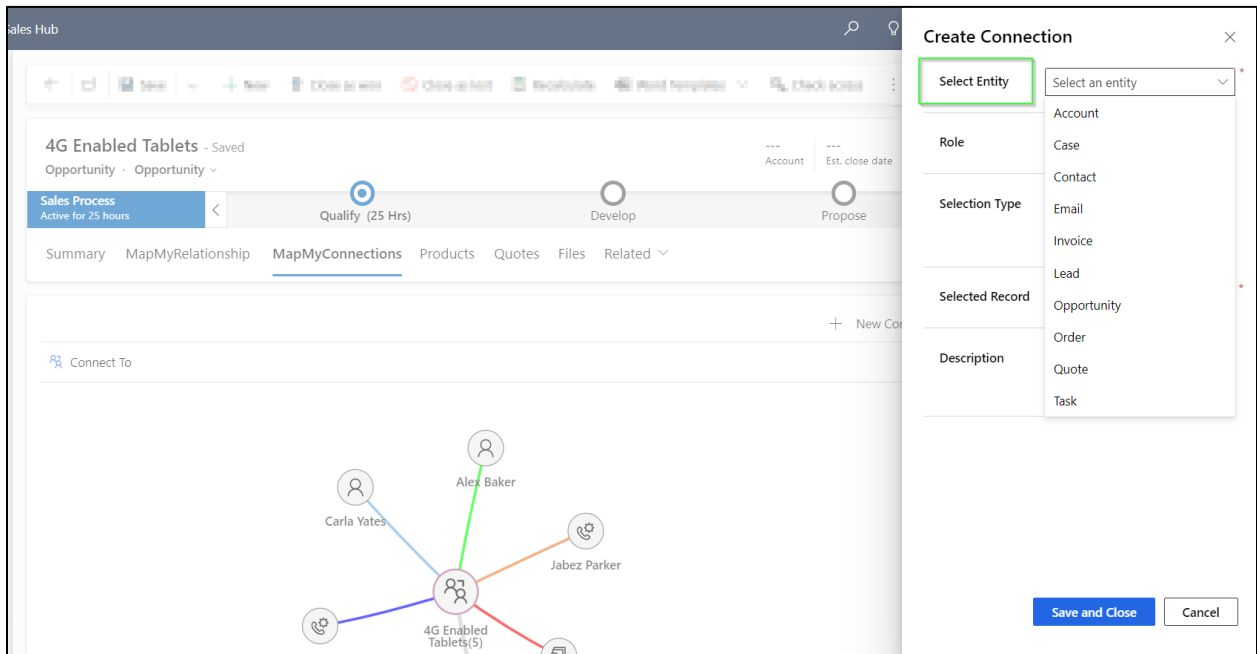 Sales Hub
4G Enabled Tablets - Saved
Opportunity · Opportunity
---
Account
---
Est. close date
Sales Process
Active for 25 hours
Qualify (25 Hrs)
Develop
Propose
Summary MapMyRelationship MapMyConnections Products Quotes Files Related
+ New Cor
Connect To
Alex Baker
Carla Yates
Jabez Parker
4G Enabled
Tablets(5)
Create Connection
Select Entity
Select an entity
*
Account
Case
Contact
Email
Invoice
Lead
Opportunity
Order
Quote
Task
Role
Selection Type
Selected Record
*
Description
Save and Close
Cancel